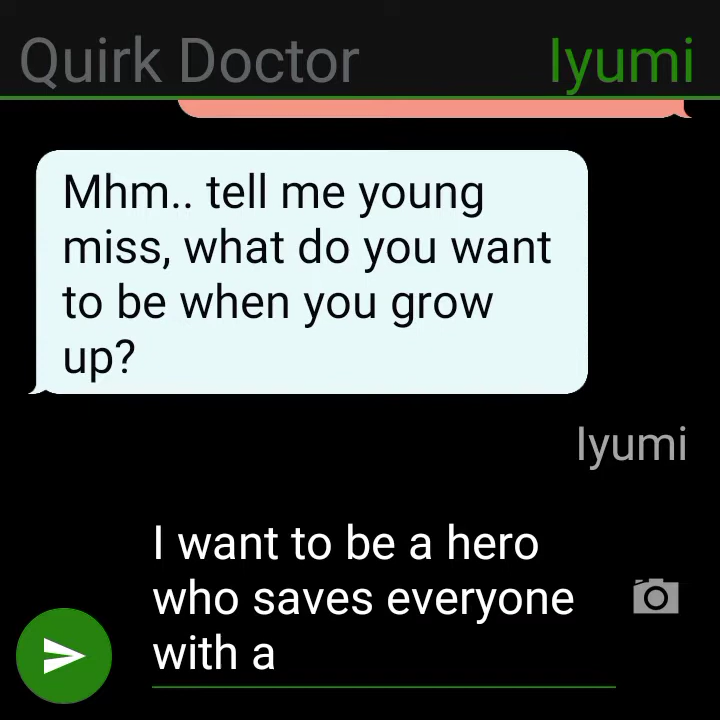 Quirk Doctor Iyumi
Mhm.. tell me young
miss, what do you want
to be when you grow
up?
Iyumi
I want to be a hero
who saves everyone
with a